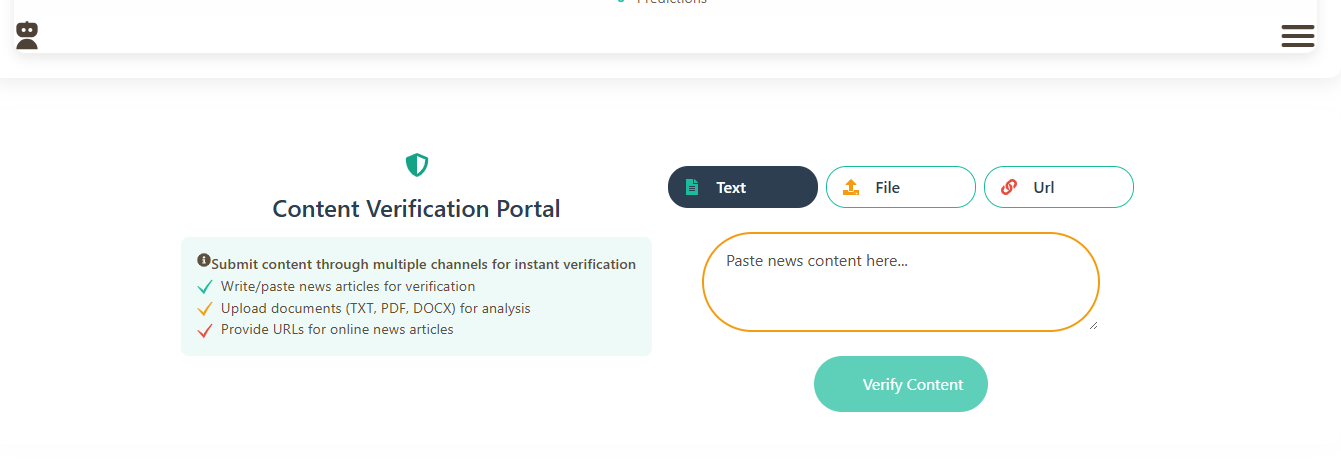 Predictions
Content Verification Portal
Submit content through multiple channels for instant verification
Write/paste news articles for verification
Upload documents (TXT, PDF, DOCX) for analysis
Provide URLs for online news articles
Text
File
Url
Paste news content here...
Verify Content